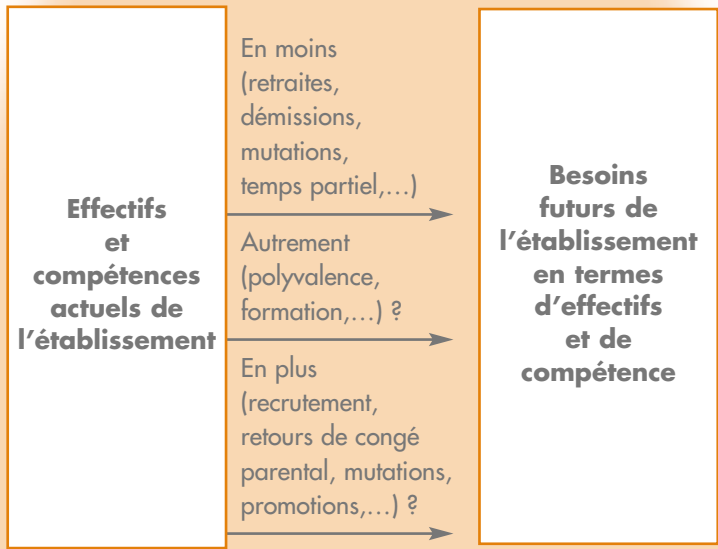 Effectifs
et
compétences
actuels de
l'établissement
En moins
(retraites,
démissions,
mutations,
temps partiel,...)
Autrement
(polyvalence,
formation,...) ?
En plus
(recrutement,
retours de congé
parental, mutations,
promotions,...) ?
Besoins
futurs de
l'établissement
en termes
d'effectifs
et de
compétence